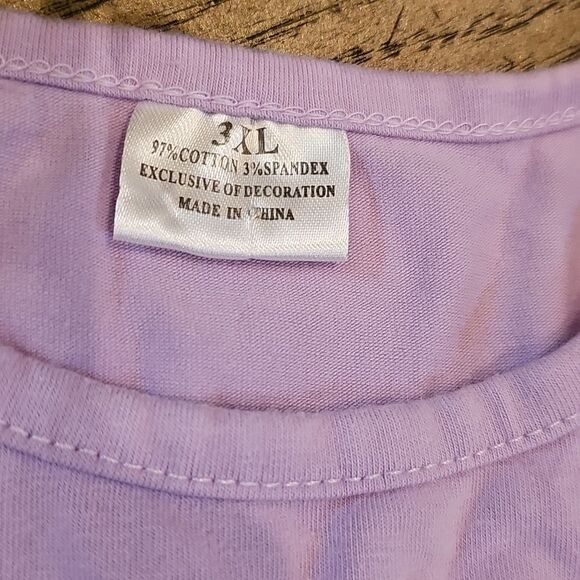 3XL
97%COTTON 3%SPANDEX
EXCLUSIVE OF DECORATION
MADE IN CHINA